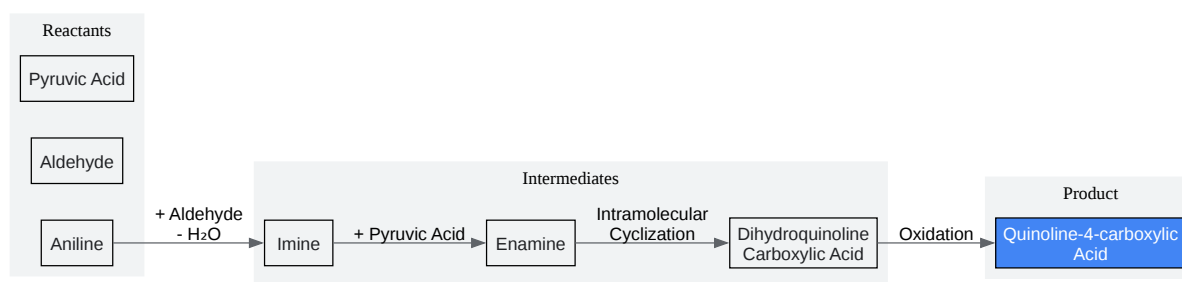 Reactants
Pyruvic Acid
Aldehyde
Aniline
+ Aldehyde
- H₂O
Intermediates
Imine
+ Pyruvic Acid
Enamine
Intramolecular
Cyclization
Dihydroquinoline
Carboxylic Acid
Oxidation
Product
Quinoline-4-carboxylic
Acid